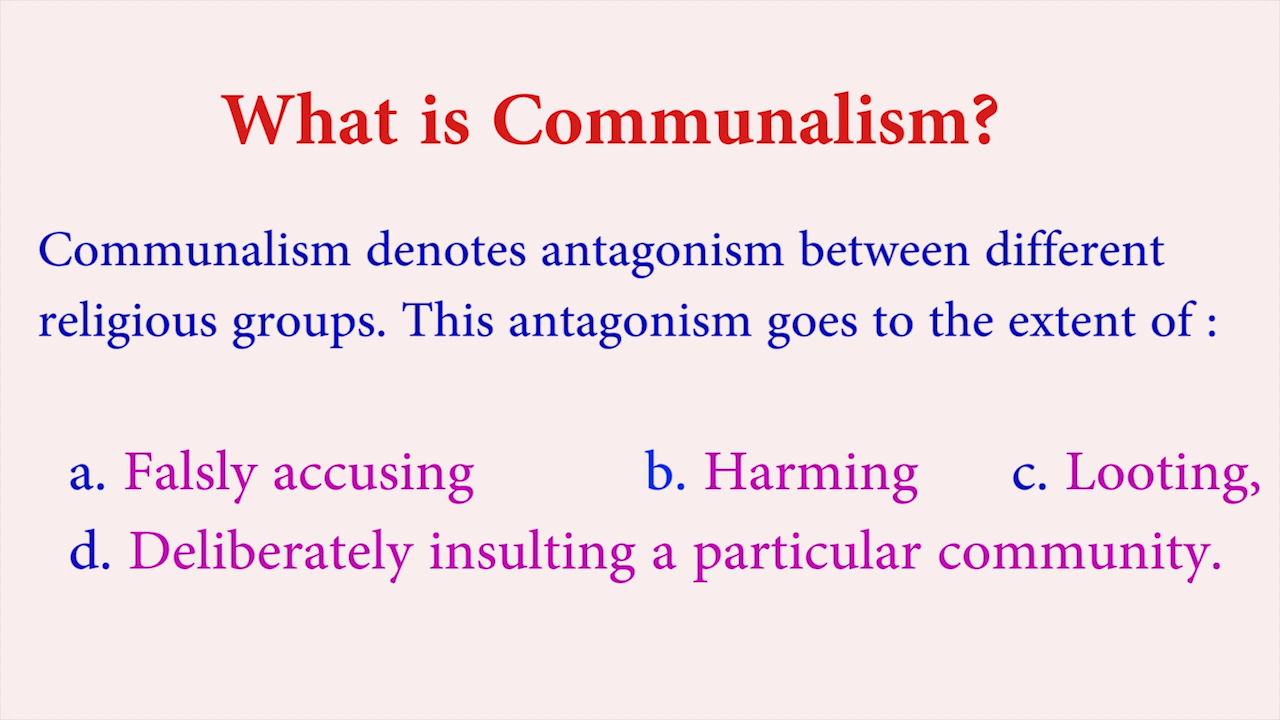 What is Communalism?
Communalism denotes antagonism between different
religious groups. This antagonism goes to the extent of :
a. Falsly accusing b. Harming c. Looting,
d. Deliberately insulting a particular community.